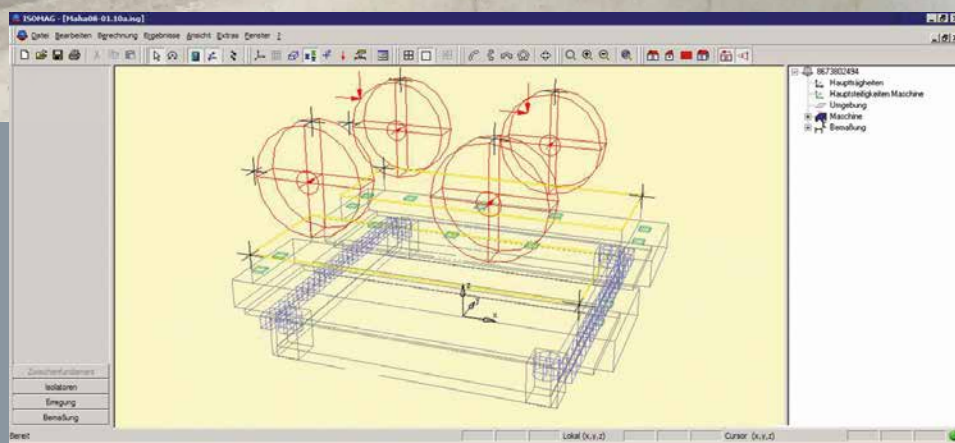 ISOMAG - [Maha08-01.10a.isg]
Datei Bearbeiten Berechnung Ergebnisse Ansicht Extras Fenster ?
8673802494
Hauptträgheiten
Hauptsteifigkeiten Maschine
Umgebung
Maschine
Bemaßung
z
y
x
Zwischenfundament
Isolatoren
Erregung
Bemaßung
Bereit
Lokal (x,y,z)
Cursor (x,y,z)